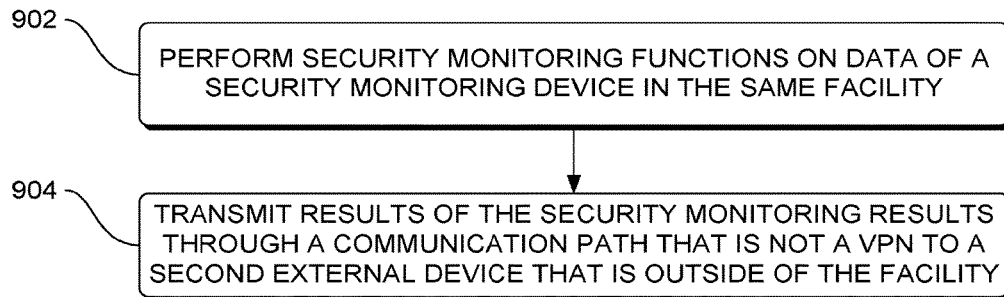 902
PERFORM SECURITY MONITORING FUNCTIONS ON DATA OF A
SECURITY MONITORING DEVICE IN THE SAME FACILITY
904
TRANSMIT RESULTS OF THE SECURITY MONITORING RESULTS
THROUGH A COMMUNICATION PATH THAT IS NOT A VPN TO A
SECOND EXTERNAL DEVICE THAT IS OUTSIDE OF THE FACILITY